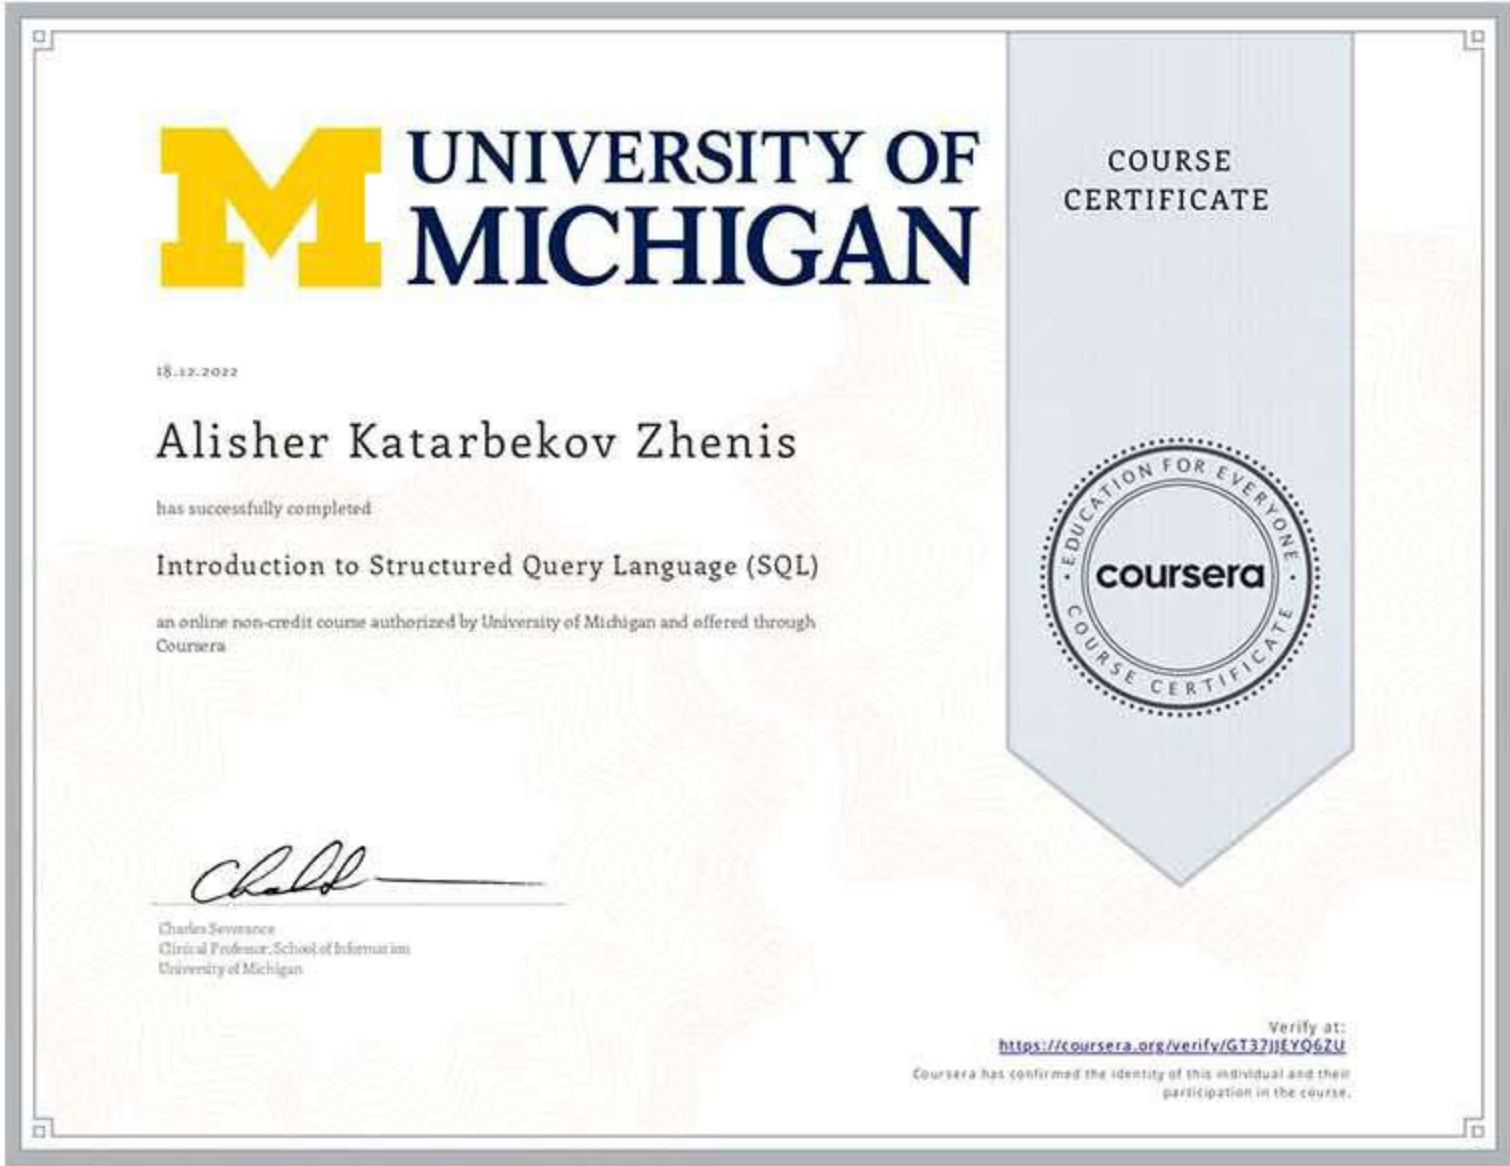 UNIVERSITY OF
MICHIGAN
COURSE
CERTIFICATE
18.12.2022
Alisher Katarbekov Zhenis
has successfully completed
Introduction to Structured Query Language (SQL)
an online non-credit course authorized by University of Michigan and offered through
Coursera
EDUCATION FOR EVERYONE
coursera
COURSE CERTIFICATE
Charles Severance
Clinical Professor, School of Information
University of Michigan
Verify at:
https://coursera.org/verify/GT37JJEYQ6ZU
Coursera has confirmed the identity of this individual and their
participation in the course.